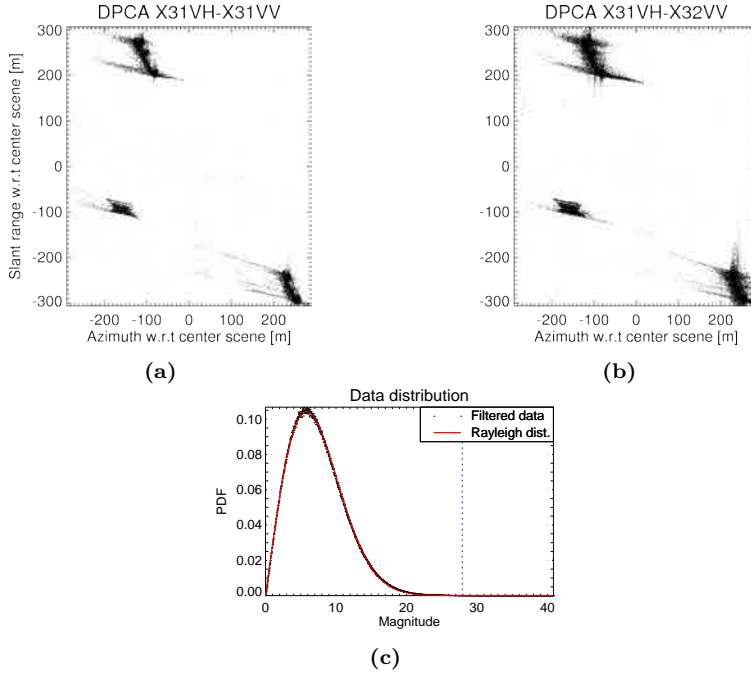 DPCA X31VH-X31VV
300
200
100
0
-100
-200
-300
Slant range w.r.t center scene [m]
-200 -100 0 100 200
Azimuth w.r.t center scene [m]
(a)
DPCA X31VH-X32VV
300
200
100
0
-100
-200
-300
-200 -100 0 100 200
Azimuth w.r.t center scene [m]
(b)
Data distribution
Filtered data
Rayleigh dist.
0.10
0.08
0.06
0.04
0.02
0.00
PDF
0 10 20 30 40
Magnitude
(c)